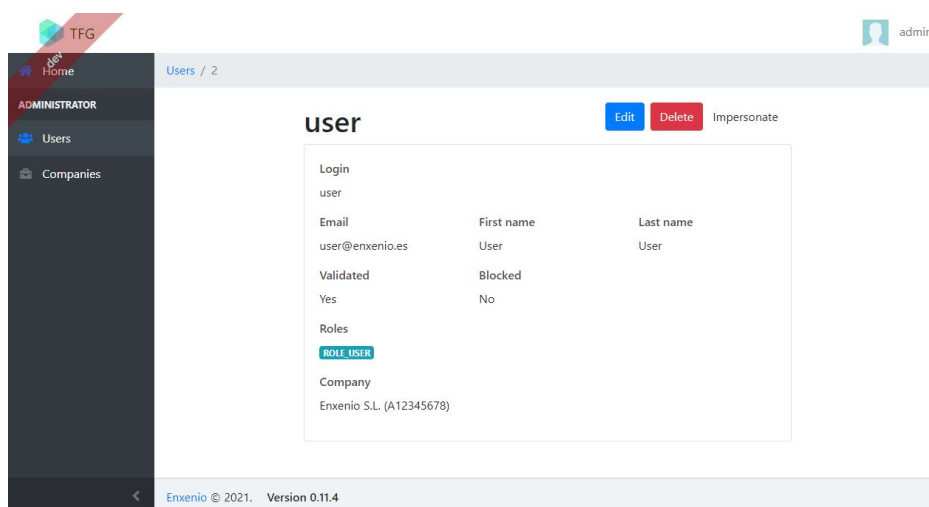 TFG
admin
dev
Home
Users / 2
ADMINISTRATOR
Users
Companies
user
Edit Delete Impersonate
Login
user
Email First name Last name
user@enxenio.es User User
Validated Blocked
Yes No
Roles
ROLE_USER
Company
Enxenio S.L. (A12345678)
Enxenio © 2021. Version 0.11.4